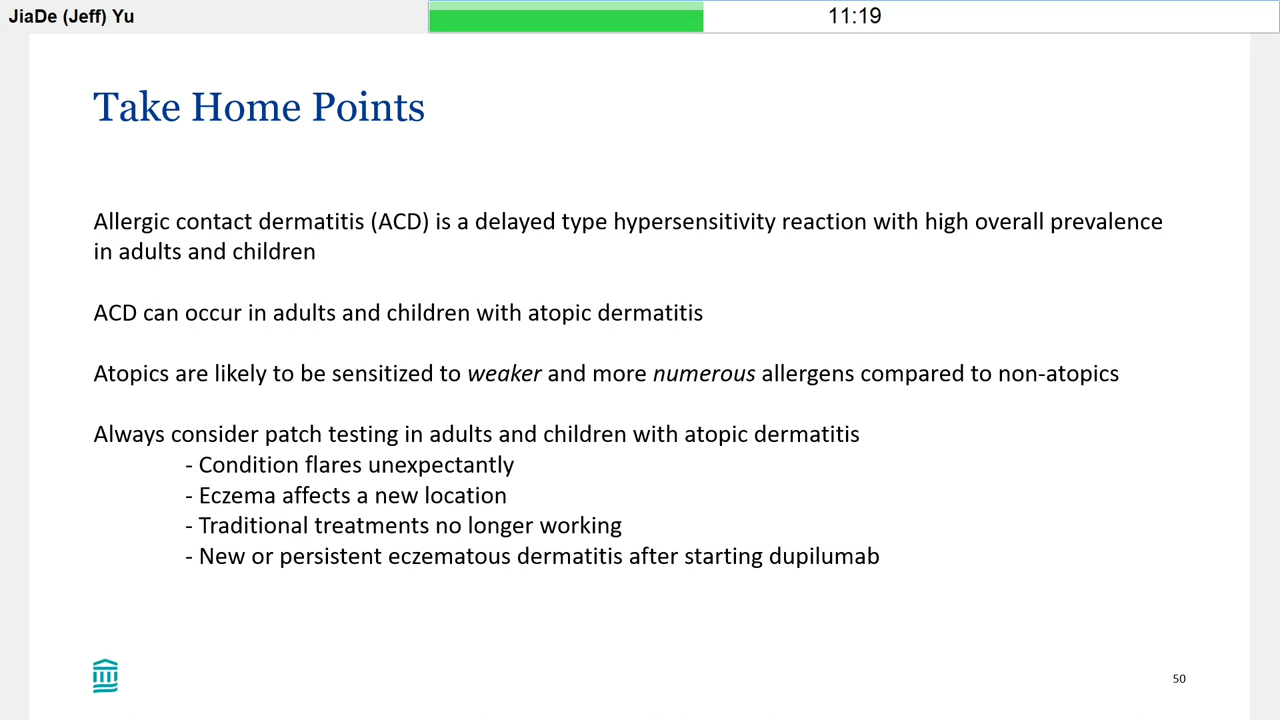 JiaDe (Jeff) Yu
11:19
Take Home Points
Allergic contact dermatitis (ACD) is a delayed type hypersensitivity reaction with high overall prevalence
in adults and children
ACD can occur in adults and children with atopic dermatitis
Atopics are likely to be sensitized to weaker and more numerous allergens compared to non-atopics
Always consider patch testing in adults and children with atopic dermatitis
- Condition flares unexpectantly
- Eczema affects a new location
- Traditional treatments no longer working
- New or persistent eczematous dermatitis after starting dupilumab
50